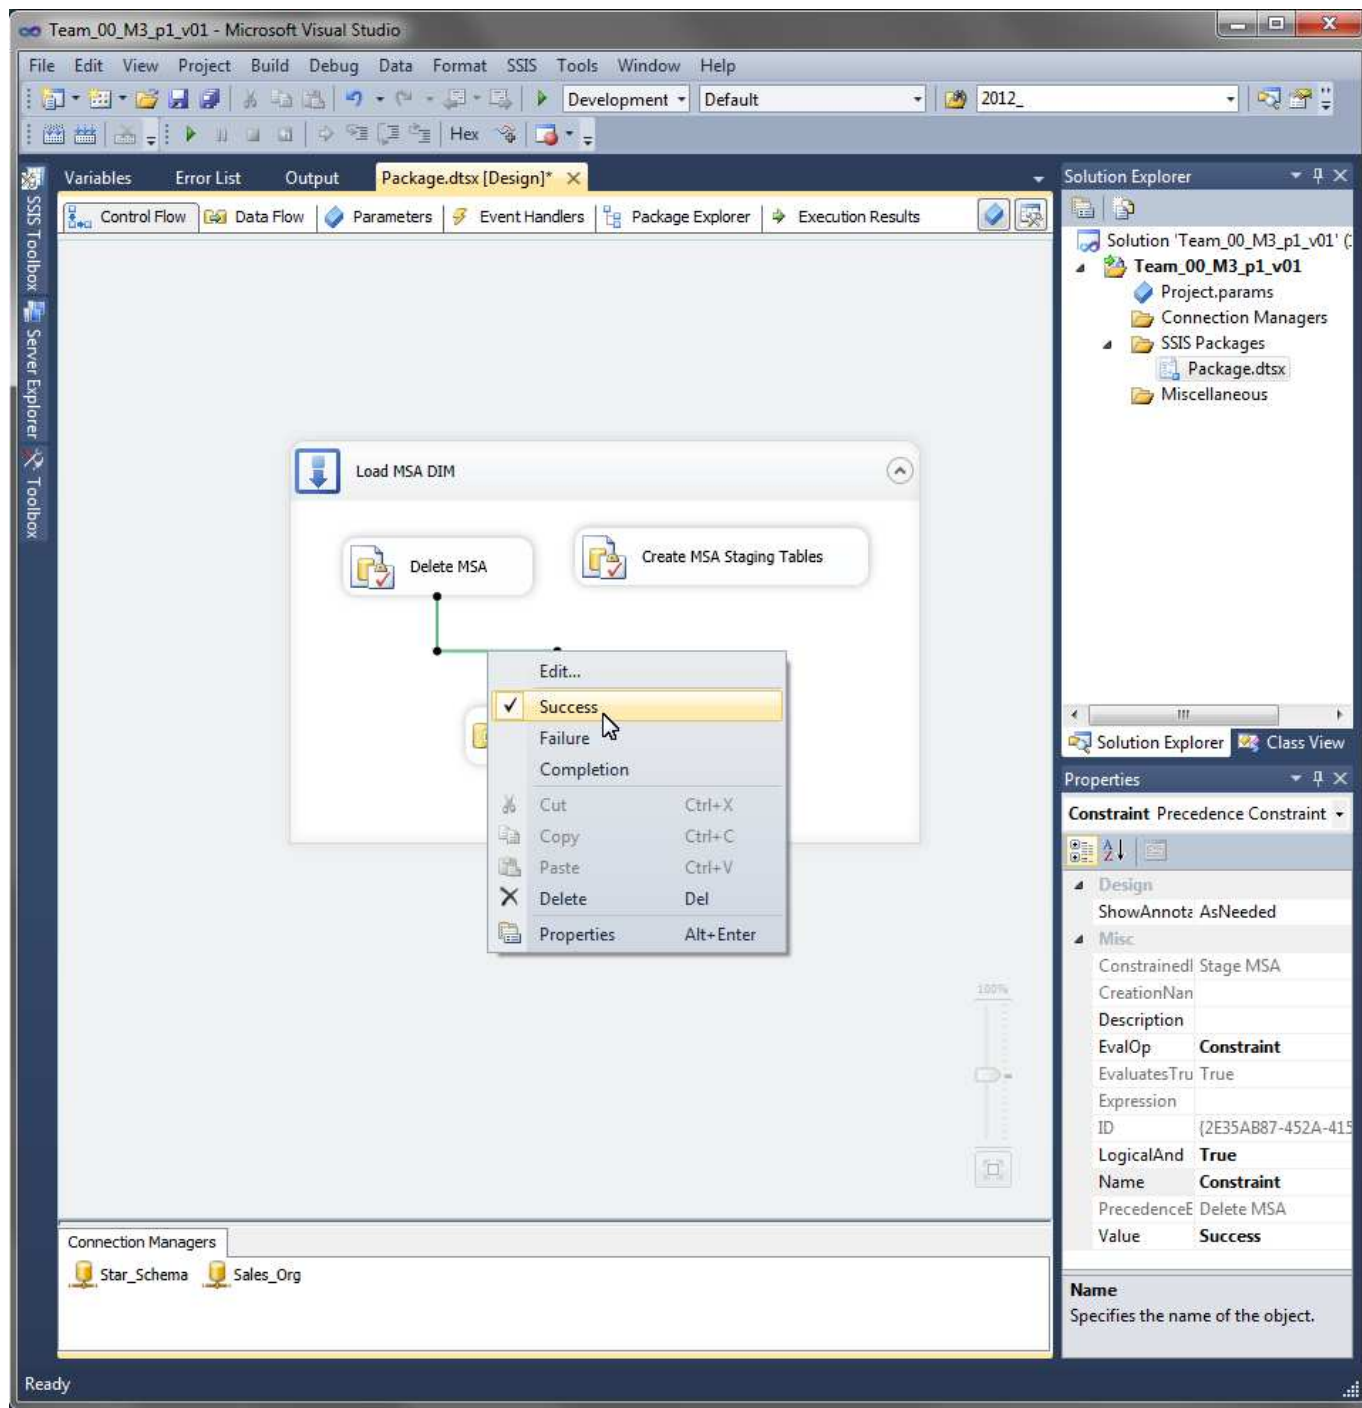 Team_00_M3_p1_v01 - Microsoft Visual Studio
File Edit View Project Build Debug Data Format SSIS Tools Window Help
Development Default 2012_
Hex
SSIS Toolbox
Server Explorer
Toolbox
Variables Error List Output Package.dtsx [Design]*
Control Flow Data Flow Parameters Event Handlers Package Explorer Execution Results
Load MSA DIM
Delete MSA
Create MSA Staging Tables
Edit...
Success
Failure
Completion
Cut Ctrl+X
Copy Ctrl+C
Paste Ctrl+V
Delete Del
Properties Alt+Enter
100%
Connection Managers
Star_Schema Sales_Org
Solution Explorer
Solution 'Team_00_M3_p1_v01' (
Team_00_M3_p1_v01
Project.params
Connection Managers
SSIS Packages
Package.dtsx
Miscellaneous
Solution Explorer Class View
Properties
Constraint Precedence Constraint
Design
ShowAnnota AsNeeded
Misc
Constrainedl Stage MSA
CreationNan
Description
EvalOp Constraint
EvaluatesTru True
Expression
ID {2E35AB87-452A-415
LogicalAnd True
Name Constraint
PrecedenceE Delete MSA
Value Success
Name
Specifies the name of the object.
Ready